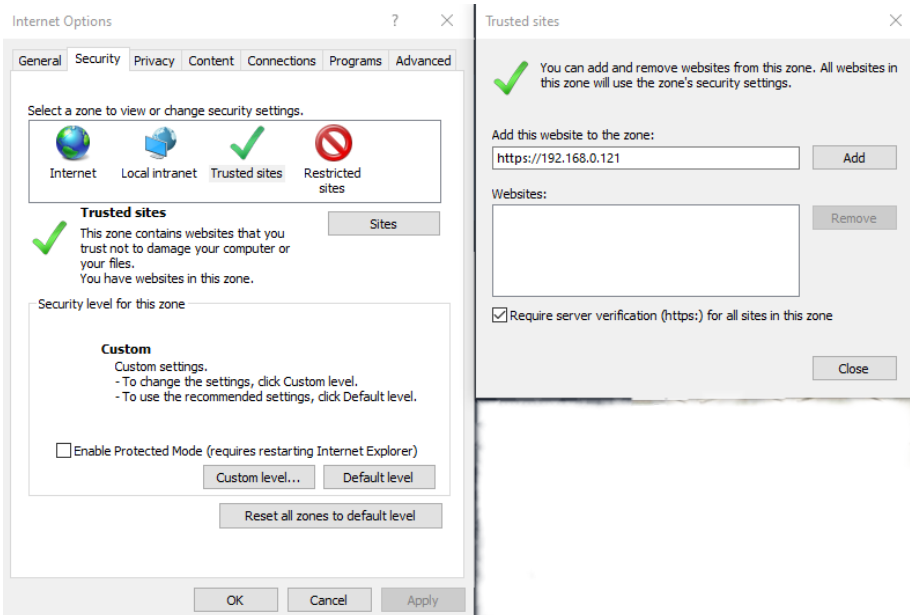 Internet Options
?
General Security Privacy Content Connections Programs Advanced
Select a zone to view or change security settings.
Internet
Local intranet
Trusted sites
Restricted
sites
Trusted sites
This zone contains websites that you
trust not to damage your computer or
your files.
You have websites in this zone.
Sites
Security level for this zone
Custom
Custom settings.
- To change the settings, click Custom level.
- To use the recommended settings, click Default level.
Enable Protected Mode (requires restarting Internet Explorer)
Custom level...
Default level
Reset all zones to default level
OK
Cancel
Apply
Trusted sites
You can add and remove websites from this zone. All websites in
this zone will use the zone's security settings.
Add this website to the zone:
https://192.168.0.121
Add
Websites:
Remove
Require server verification (https:) for all sites in this zone
Close